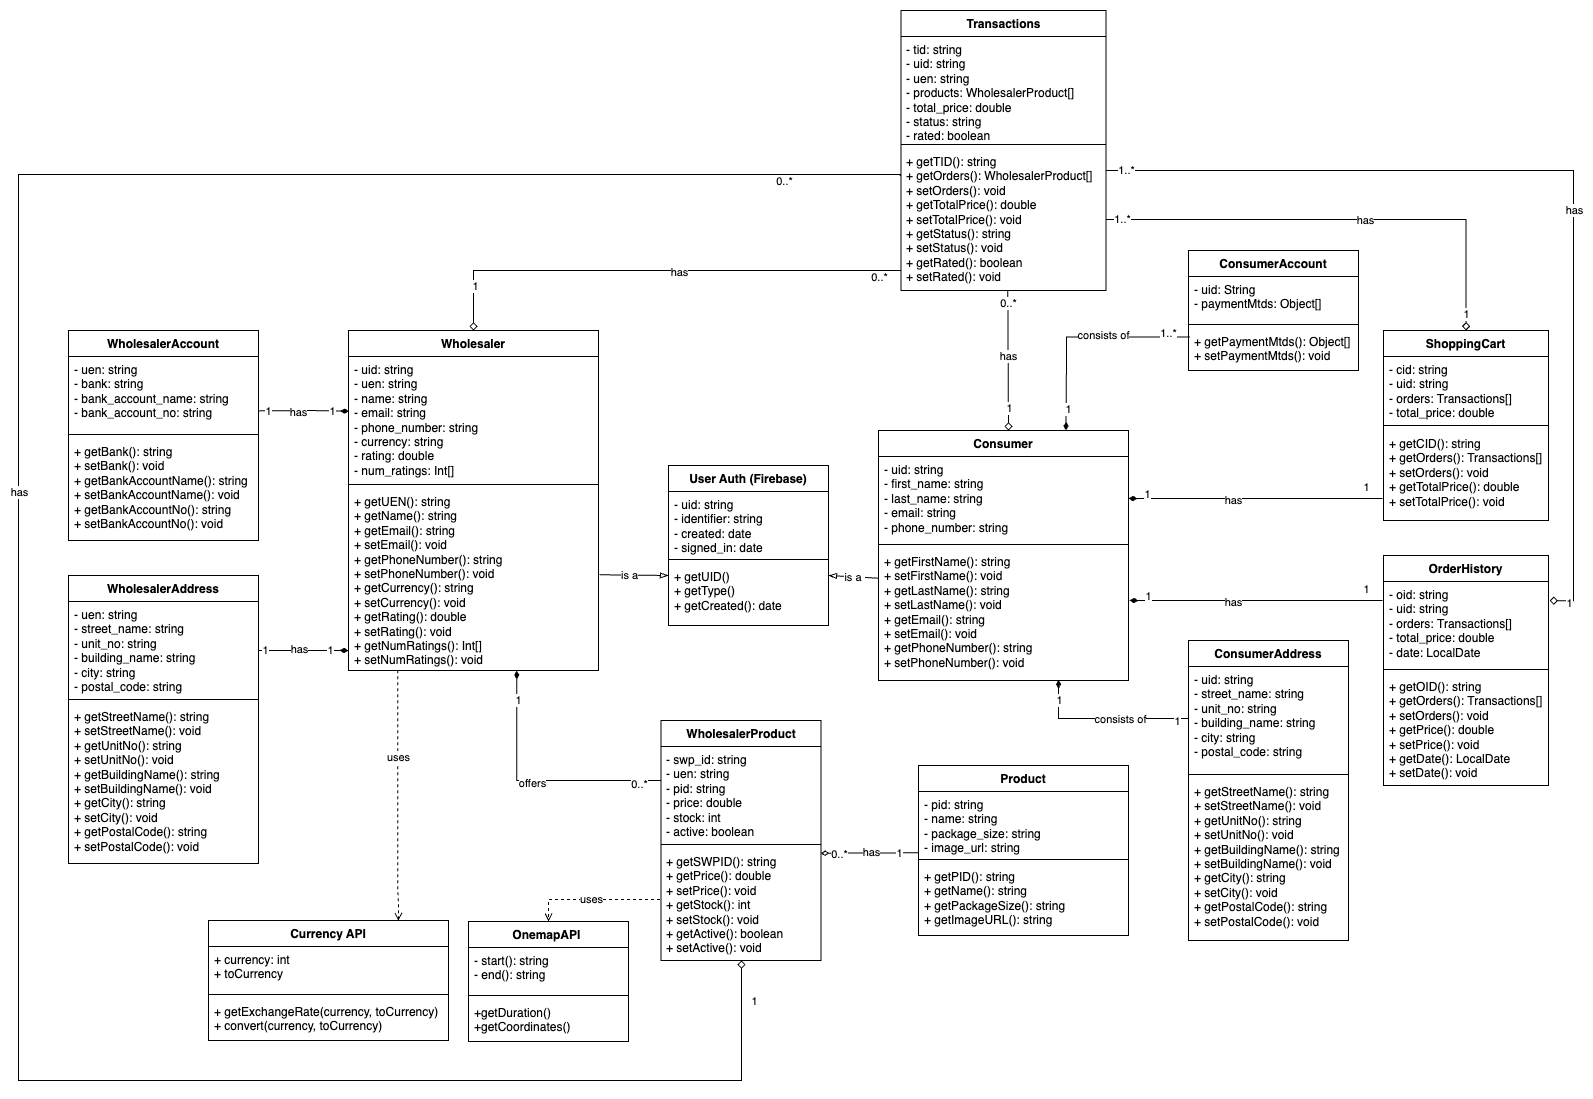 Transactions
- tid: string
- uid: string
- uen: string
- products: WholesalerProduct[]
- total_price: double
- status: string
- rated: boolean
+ getTID(): string
+ getOrders(): WholesalerProduct[]
+ setOrders(): void
+ getTotalPrice(): double
+ setTotalPrice(): void
+ getStatus(): string
+ setStatus(): void
+ getRated(): boolean
+ setRated(): void
0..*
1..*
has
1..*
has
1
has
0..*
1
0..*
has
1
has
ConsumerAccount
- uid: String
- paymentMtds: Object[]
+ getPaymentMtds(): Object[]
+ setPaymentMtds(): void
consists of
1..*
1
WholesalerAccount
- uen: string
- bank: string
- bank_account_name: string
- bank_account_no: string
+ getBank(): string
+ setBank(): void
+ getBankAccountName(): string
+ setBankAccountName(): void
+ getBankAccountNo(): string
+ setBankAccountNo(): void
1
has
1
Wholesaler
- uid: string
- uen: string
- name: string
- email: string
- phone_number: string
- currency: string
- rating: double
- num_ratings: Int[]
+ getUEN(): string
+ getName(): string
+ getEmail(): string
+ setEmail(): void
+ getPhoneNumber(): string
+ setPhoneNumber(): void
+ getCurrency(): string
+ setCurrency(): void
+ getRating(): double
+ setRating(): void
+ getNumRatings(): Int[]
+ setNumRatings(): void
User Auth (Firebase)
- uid: string
- identifier: string
- created: date
- signed_in: date
+ getUID()
+ getType()
+ getCreated(): date
is a
is a
Consumer
- uid: string
- first_name: string
- last_name: string
- email: string
- phone_number: string
+ getFirstName(): string
+ setFirstName(): void
+ getLastName(): string
+ setLastName(): void
+ getEmail(): string
+ setEmail(): void
+ getPhoneNumber(): string
+ setPhoneNumber(): void
ShoppingCart
- cid: string
- uid: string
- orders: Transactions[]
- total_price: double
+ getCID(): string
+ getOrders(): Transactions[]
+ setOrders(): void
+ getTotalPrice(): double
+ setTotalPrice(): void
1
has
1
OrderHistory
- oid: string
- uid: string
- orders: Transactions[]
- total_price: double
- date: LocalDate
+ getOID(): string
+ getOrders(): Transactions[]
+ setOrders(): void
+ getPrice(): double
+ setPrice(): void
+ getDate(): LocalDate
+ setDate(): void
1
has
1
1
WholesalerAddress
- uen: string
- street_name: string
- unit_no: string
- building_name: string
- city: string
- postal_code: string
+ getStreetName(): string
+ setStreetName(): void
+ getUnitNo(): string
+ setUnitNo(): void
+ getBuildingName(): string
+ setBuildingName(): void
+ getCity(): string
+ setCity(): void
+ getPostalCode(): string
+ setPostalCode(): void
1
has
1
ConsumerAddress
- uid: string
- street_name: string
- unit_no: string
- building_name: string
- city: string
- postal_code: string
+ getStreetName(): string
+ setStreetName(): void
+ getUnitNo(): string
+ setUnitNo(): void
+ getBuildingName(): string
+ setBuildingName(): void
+ getCity(): string
+ setCity(): void
+ getPostalCode(): string
+ setPostalCode(): void
1
consists of
1
uses
1
offers
0..*
WholesalerProduct
- swp_id: string
- uen: string
- pid: string
- price: double
- stock: int
- active: boolean
+ getSWPID(): string
+ getPrice(): double
+ setPrice(): void
+ getStock(): int
+ setStock(): void
+ getActive(): boolean
+ setActive(): void
0..*
has
1
Product
- pid: string
- name: string
- package_size: string
- image_url: string
+ getPID(): string
+ getName(): string
+ getPackageSize(): string
+ getImageURL(): string
uses
Currency API
+ currency: int
+ toCurrency
+ getExchangeRate(currency, toCurrency)
+ convert(currency, toCurrency)
OnemapAPI
- start(): string
- end(): string
+getDuration()
+getCoordinates()
1